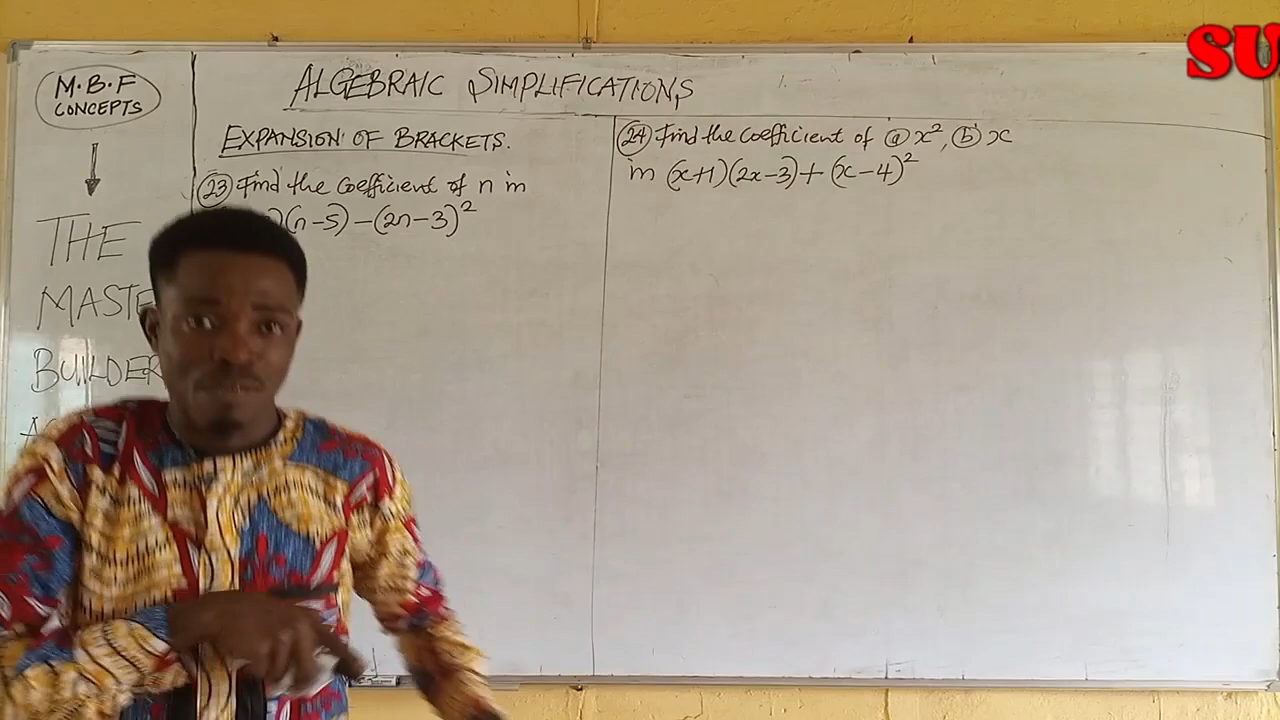 SU
M.B.F
CONCEPTS
THE
MASTE
BUILDER
ALGEBRAIC SIMPLIFICATIONS
EXPANSION OF BRACKETS.
(23) Find the coefficient of n in
)(n-5)-(2n-3)²
(24) Find the coefficient of (a) x², (b) x
in (x+1)(2x-3)+(x-4)²